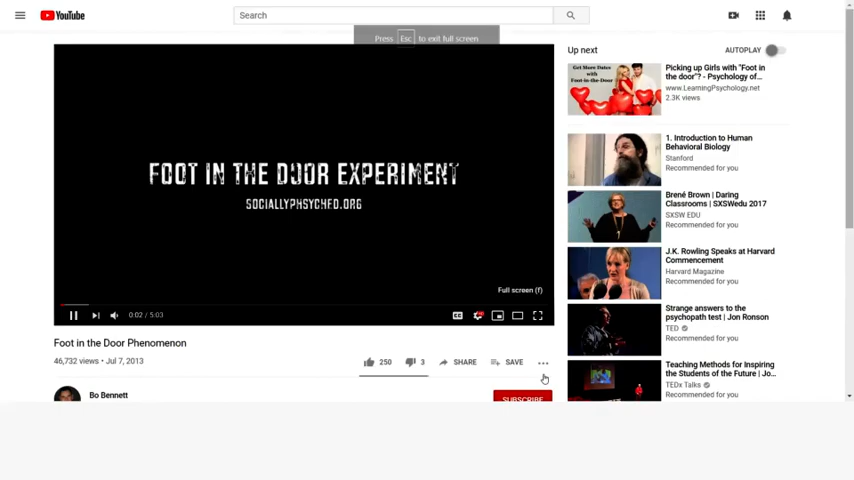 YouTube
Search
Press Esc to exit full screen
FOOT IN THE DOOR EXPERIMENT
SOCIALLYPHSYCHED.ORG
Full screen (f)
0:02 / 5:03
Foot in the Door Phenomenon
46,732 views • Jul 7, 2013
250
3
SHARE
SAVE
Bo Bennett
SUBSCRIBE
Up next
AUTOPLAY
Get More Dates with Foot-in-the-Door
Picking up Girls with "Foot in
the door"? - Psychology of...
www.LearningPsychology.net
2.3K views
1. Introduction to Human
Behavioral Biology
Stanford
Recommended for you
Brené Brown | Daring
Classrooms | SXSWedu 2017
SXSW EDU
Recommended for you
J.K. Rowling Speaks at Harvard
Commencement
Harvard Magazine
Recommended for you
Strange answers to the
psychopath test | Jon Ronson
TED
Recommended for you
Teaching Methods for Inspiring
the Students of the Future | Jo...
TEDx Talks
Recommended for you